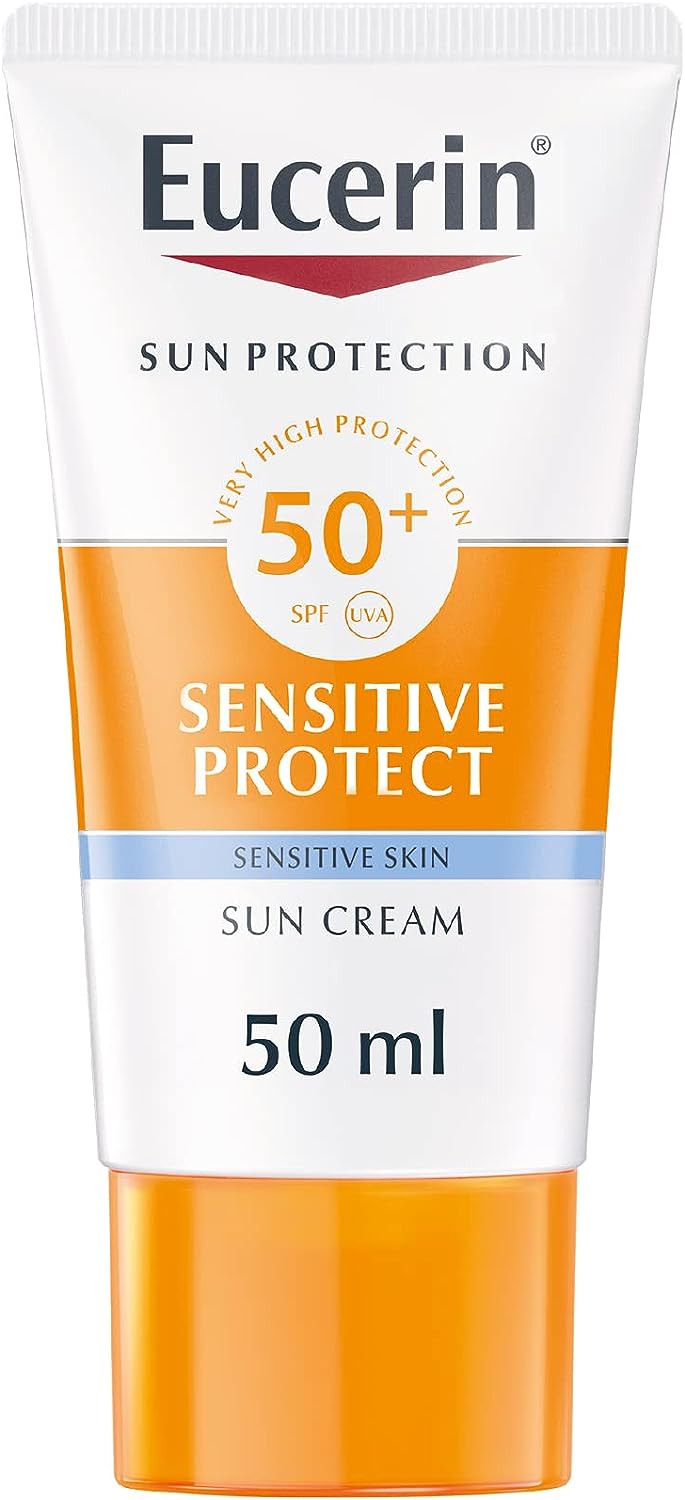 Eucerin®
SUN PROTECTION
VERY HIGH PROTECTION
50+
SPF UVA
SENSITIVE
PROTECT
SENSITIVE SKIN
SUN CREAM
50 ml